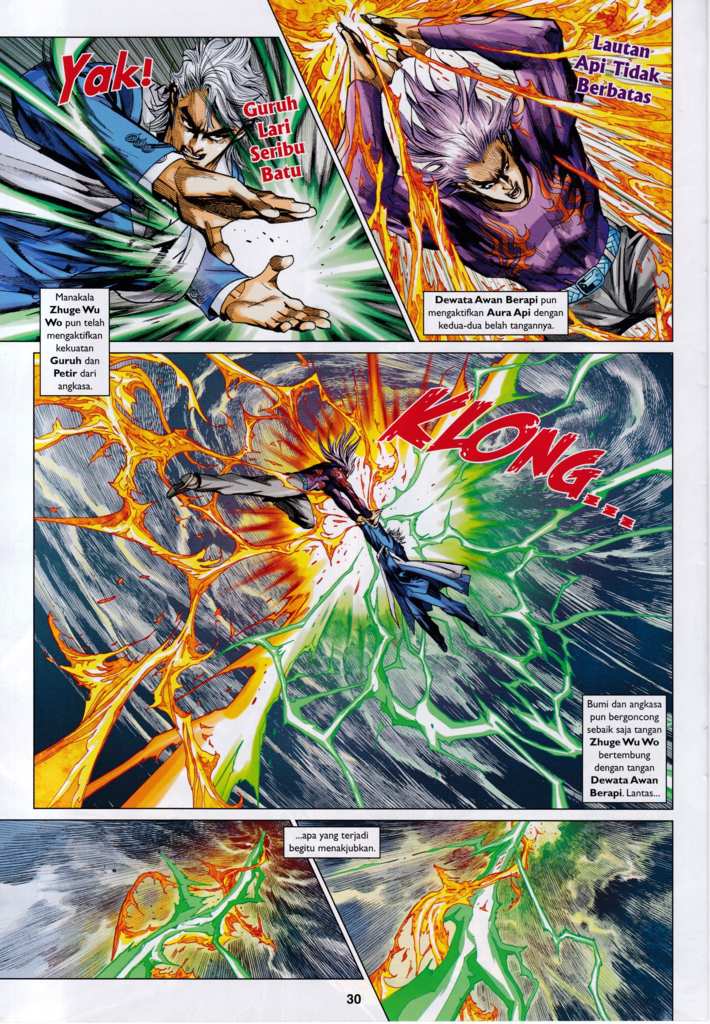 Yak!
Guruh
Lari
Seribu
Batu
Lautan
Api Tidak
Berbatas
Manakala
Zhuge Wu
Wo pun telah
mengaktifkan
kekuatan
Guruh dan
Petir dari
angkasa.
Dewata Awan Berapi pun
mengaktifkan Aura Api dengan
kedua-dua belah tangannya.
KLONG...
Bumi dan angkasa
pun bergoncong
sebaik saja tangan
Zhuge Wu Wo
bertembung
dengan tangan
Dewata Awan
Berapi. Lantas...
...apa yang terjadi
begitu menakjubkan.
30